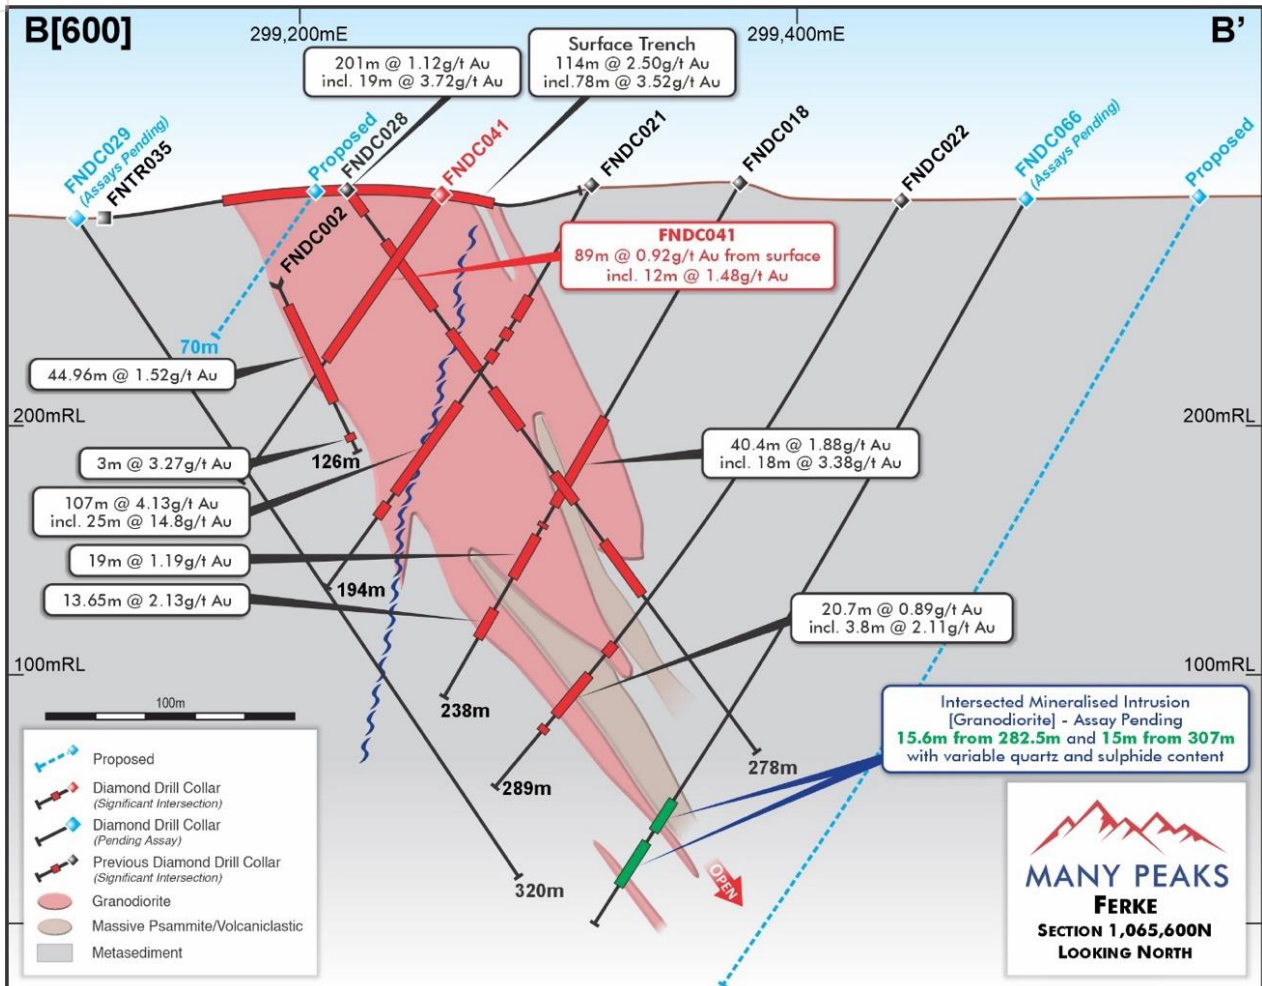 B[600]
299,200mE
299,400mE
B'
201m @ 1.12g/t Au
incl. 19m @ 3.72g/t Au
Surface Trench
114m @ 2.50g/t Au
incl.78m @ 3.52g/t Au
FNDC029
(Assays Pending)
FNTR035
Proposed
FNDC028
FNDC041
FNDC021
FNDC018
FNDC022
FNDC066
(Assays Pending)
Proposed
FNDC002
FNDC041
89m @ 0.92g/t Au from surface
incl. 12m @ 1.48g/t Au
70m
44.96m @ 1.52g/t Au
200mRL
200mRL
40.4m @ 1.88g/t Au
incl. 18m @ 3.38g/t Au
3m @ 3.27g/t Au
126m
107m @ 4.13g/t Au
incl. 25m @ 14.8g/t Au
19m @ 1.19g/t Au
194m
13.65m @ 2.13g/t Au
20.7m @ 0.89g/t Au
incl. 3.8m @ 2.11g/t Au
100mRL
100mRL
100m
238m
278m
289m
320m
Intersected Mineralised Intrusion
[Granodiorite] - Assay Pending
15.6m from 282.5m and 15m from 307m
with variable quartz and sulphide content
OPEN
Proposed
Diamond Drill Collar
(Significant Intersection)
Diamond Drill Collar
(Pending Assay)
Previous Diamond Drill Collar
(Significant Intersection)
Granodiorite
Massive Psammite/Volcaniclastic
Metasediment
MANY PEAKS
FERKE
SECTION 1,065,600N
LOOKING NORTH